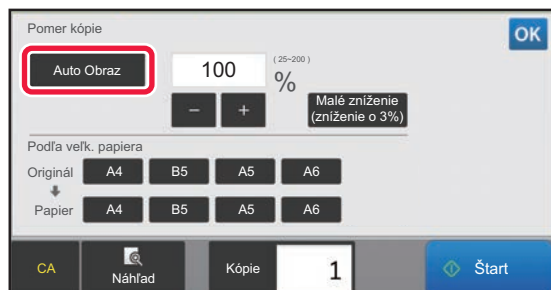 Pomer kópie
OK
Auto Obraz
100
( 25~200 )
%
− +
Malé zníženie
(zníženie o 3%)
Podľa veľk. papiera
Originál A4 B5 A5 A6
Papier A4 B5 A5 A6
CA Náhľad Kópie 1 Štart